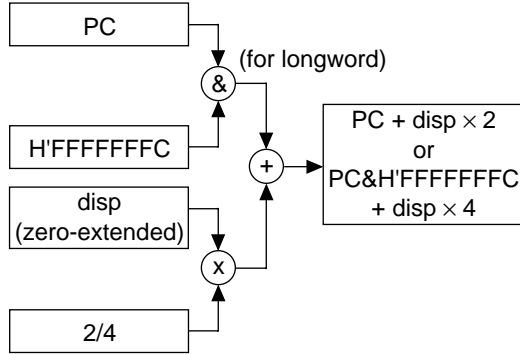 PC
(for longword)
&
H'FFFFFFFC
+
PC + disp × 2
or
PC&H'FFFFFFFC
+ disp × 4
disp
(zero-extended)
x
2/4